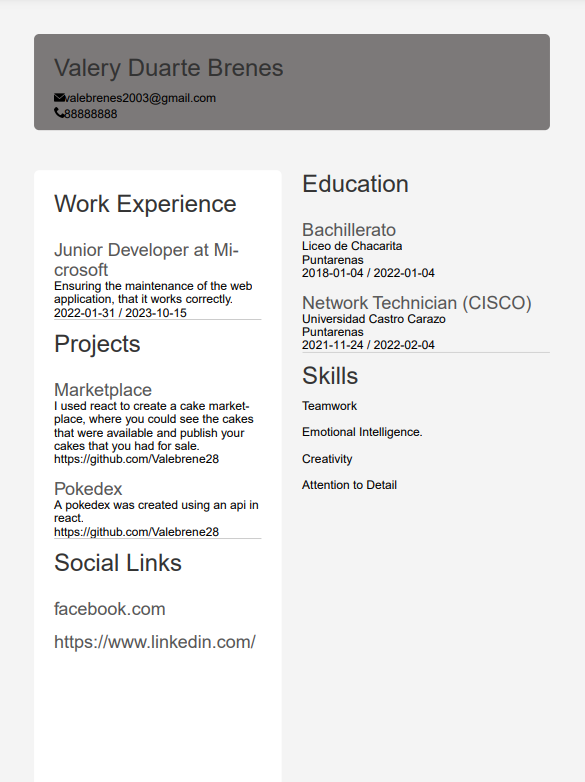 Valery Duarte Brenes
valebrenes2003@gmail.com
88888888
Work Experience
Junior Developer at Mi-
crosoft
Ensuring the maintenance of the web
application, that it works correctly.
2022-01-31 / 2023-10-15
Projects
Marketplace
I used react to create a cake market-
place, where you could see the cakes
that were available and publish your
cakes that you had for sale.
https://github.com/Valebrene28
Pokedex
A pokedex was created using an api in
react.
https://github.com/Valebrene28
Social Links
facebook.com
https://www.linkedin.com/
Education
Bachillerato
Liceo de Chacarita
Puntarenas
2018-01-04 / 2022-01-04
Network Technician (CISCO)
Universidad Castro Carazo
Puntarenas
2021-11-24 / 2022-02-04
Skills
Teamwork
Emotional Intelligence.
Creativity
Attention to Detail